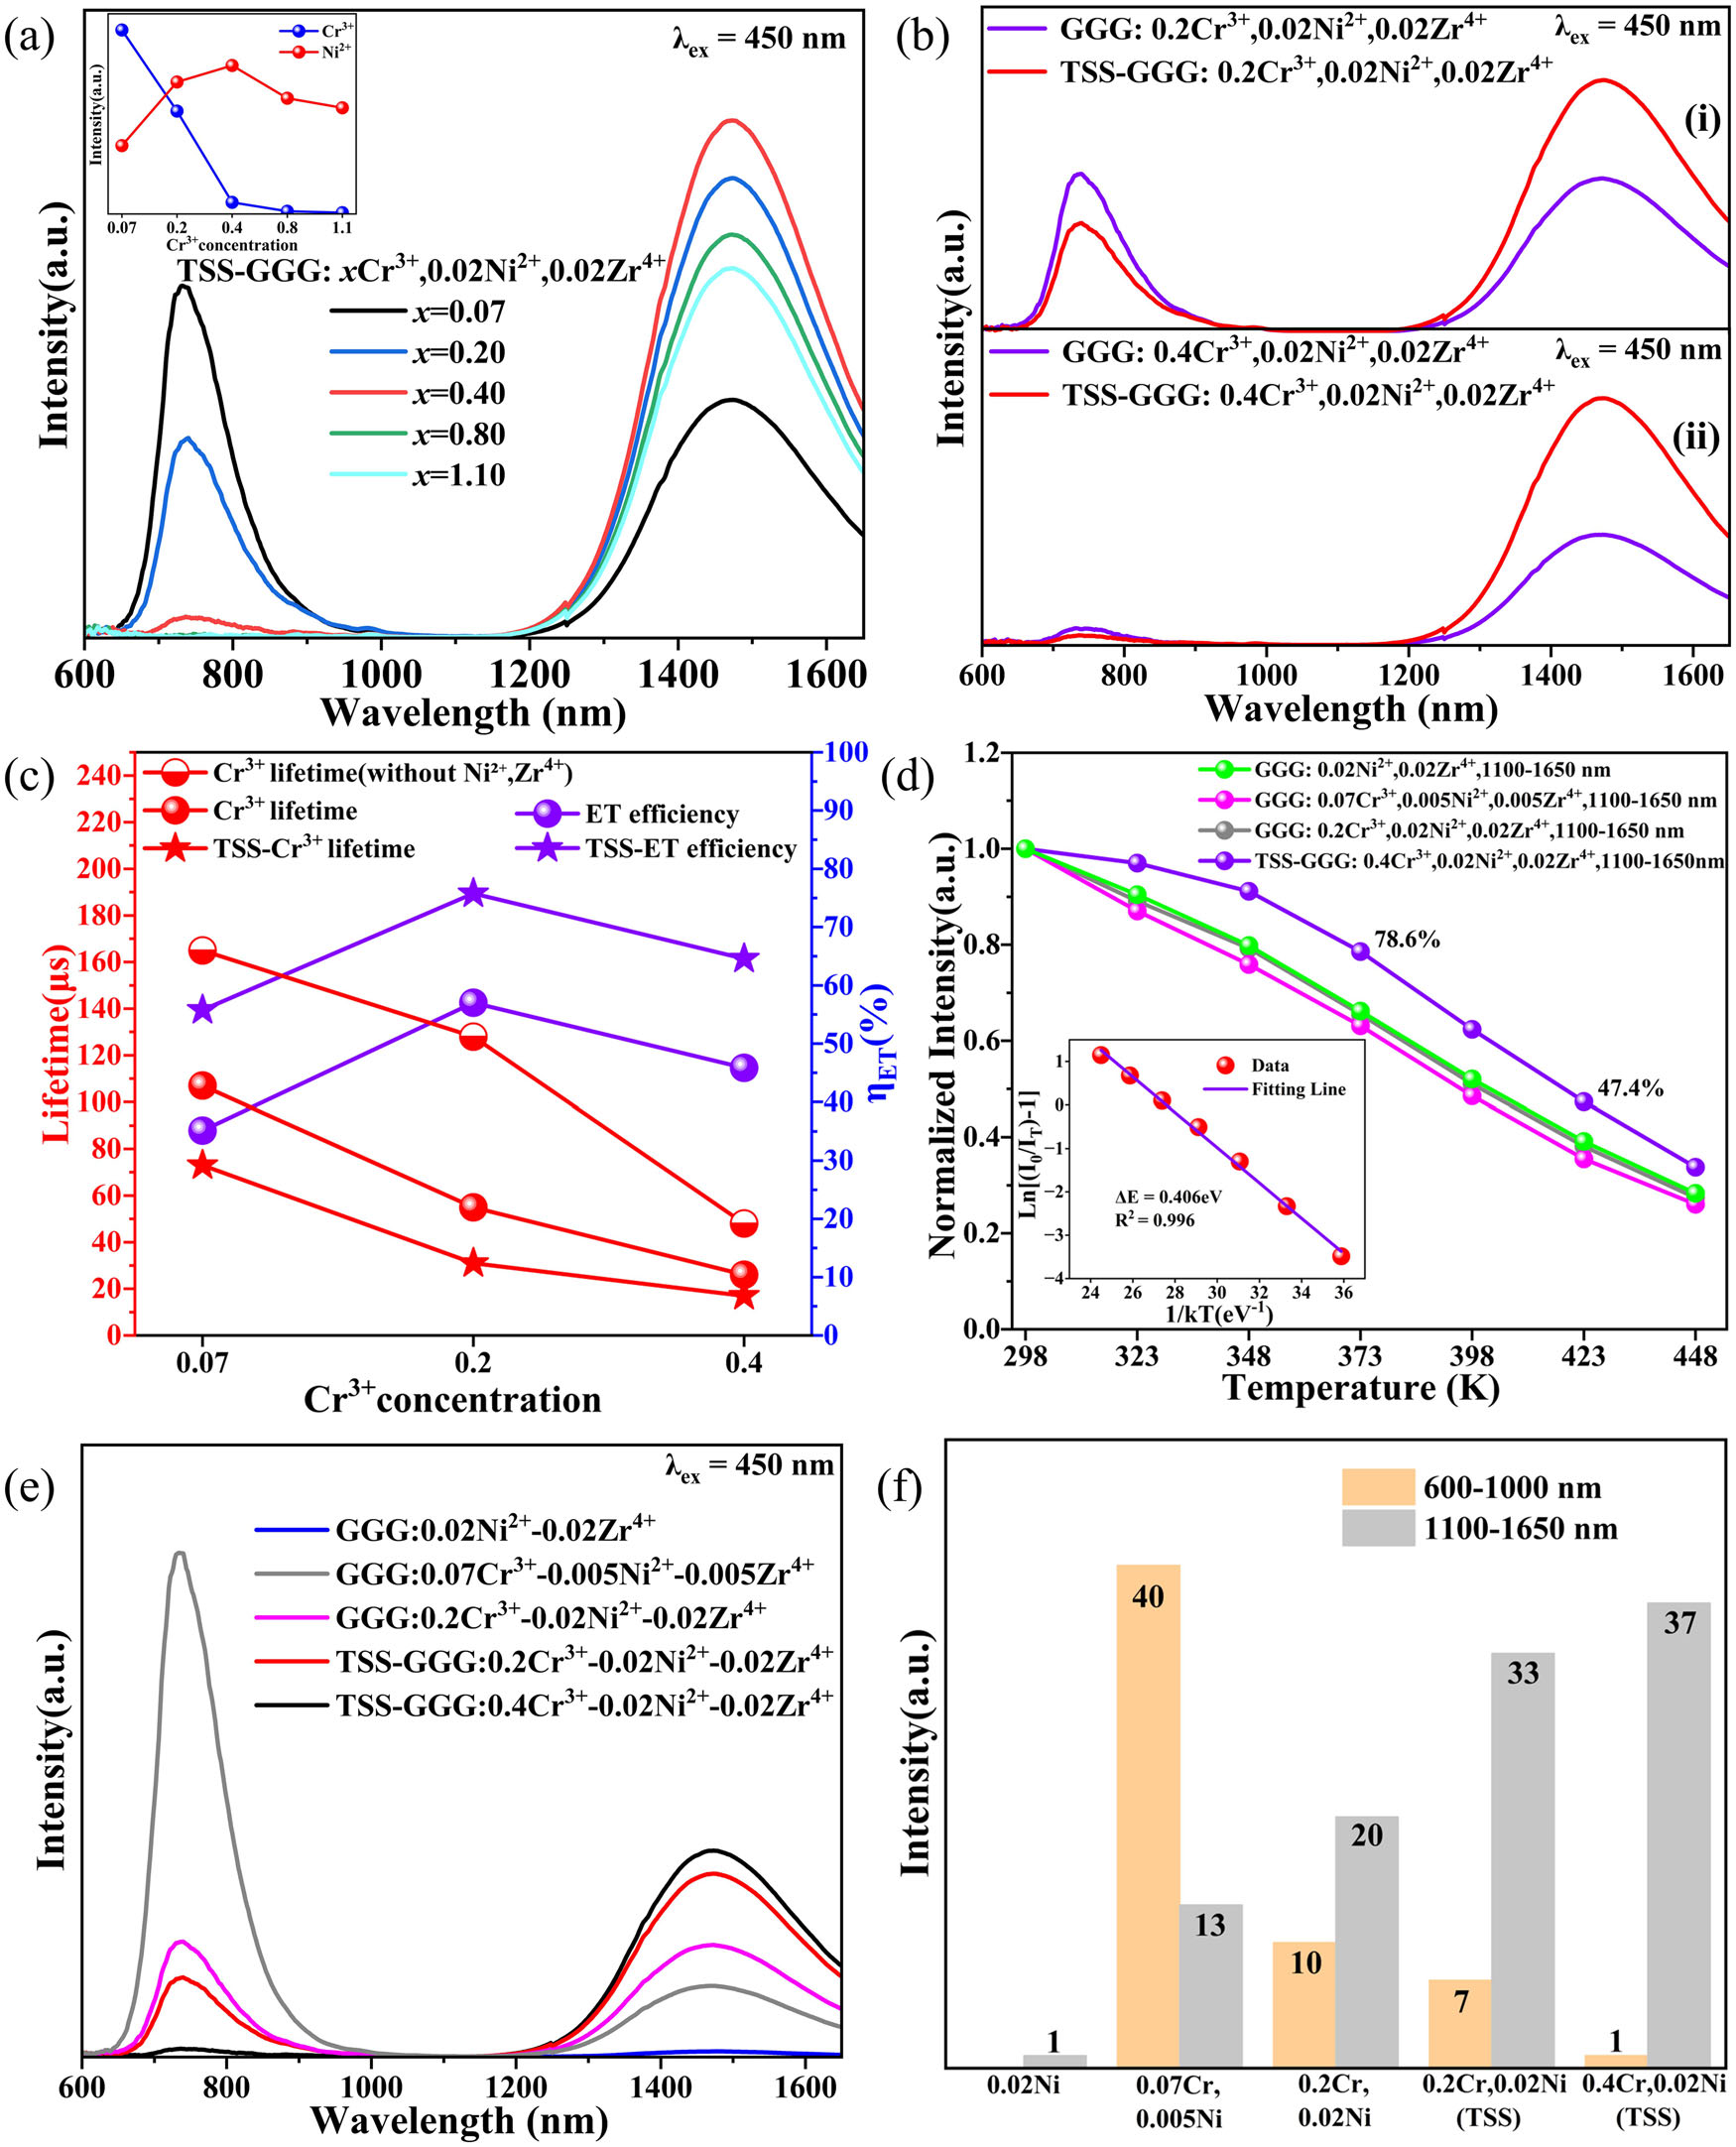 (a)
Cr³⁺
Ni²⁺
Intensity(a.u.)
0.07 0.2 0.4 0.8 1.1
Cr³⁺concentration
λex = 450 nm
TSS-GGG: xCr³⁺,0.02Ni²⁺,0.02Zr⁴⁺
x=0.07
x=0.20
x=0.40
x=0.80
x=1.10
Intensity(a.u.)
600 800 1000 1200 1400 1600
Wavelength (nm)
(b)
GGG: 0.2Cr³⁺,0.02Ni²⁺,0.02Zr⁴⁺
λex = 450 nm
TSS-GGG: 0.2Cr³⁺,0.02Ni²⁺,0.02Zr⁴⁺
(i)
GGG: 0.4Cr³⁺,0.02Ni²⁺,0.02Zr⁴⁺
λex = 450 nm
TSS-GGG: 0.4Cr³⁺,0.02Ni²⁺,0.02Zr⁴⁺
(ii)
Intensity(a.u.)
600 800 1000 1200 1400 1600
Wavelength (nm)
(c)
Cr³⁺ lifetime(without Ni²⁺,Zr⁴⁺)
Cr³⁺ lifetime
TSS-Cr³⁺ lifetime
ET efficiency
TSS-ET efficiency
Lifetime(μs)
240
220
200
180
160
140
120
100
80
60
40
20
0
100
90
80
70
60
50
40
30
20
10
0
ηET(%)
0.07 0.2 0.4
Cr³⁺concentration
(d)
GGG: 0.02Ni²⁺,0.02Zr⁴⁺,1100-1650 nm
GGG: 0.07Cr³⁺,0.005Ni²⁺,0.005Zr⁴⁺,1100-1650 nm
GGG: 0.2Cr³⁺,0.02Ni²⁺,0.02Zr⁴⁺,1100-1650 nm
TSS-GGG: 0.4Cr³⁺,0.02Ni²⁺,0.02Zr⁴⁺,1100-1650nm
78.6%
47.4%
Normalized Intensity(a.u.)
1.2
1.0
0.8
0.6
0.4
0.2
0.0
Data
Fitting Line
Ln[(I₀/IT)-1]
1
0
−1
−2
−3
−4
ΔE = 0.406eV
R² = 0.996
24 26 28 30 32 34 36
1/kT(eV⁻¹)
298 323 348 373 398 423 448
Temperature (K)
(e)
λex = 450 nm
GGG:0.02Ni²⁺-0.02Zr⁴⁺
GGG:0.07Cr³⁺-0.005Ni²⁺-0.005Zr⁴⁺
GGG:0.2Cr³⁺-0.02Ni²⁺-0.02Zr⁴⁺
TSS-GGG:0.2Cr³⁺-0.02Ni²⁺-0.02Zr⁴⁺
TSS-GGG:0.4Cr³⁺-0.02Ni²⁺-0.02Zr⁴⁺
Intensity(a.u.)
600 800 1000 1200 1400 1600
Wavelength (nm)
(f)
600-1000 nm
1100-1650 nm
Intensity(a.u.)
1 40 13 10 20 7 33 1 37
0.02Ni 0.07Cr, 0.2Cr, 0.2Cr,0.02Ni 0.4Cr,0.02Ni
0.005Ni 0.02Ni (TSS) (TSS)